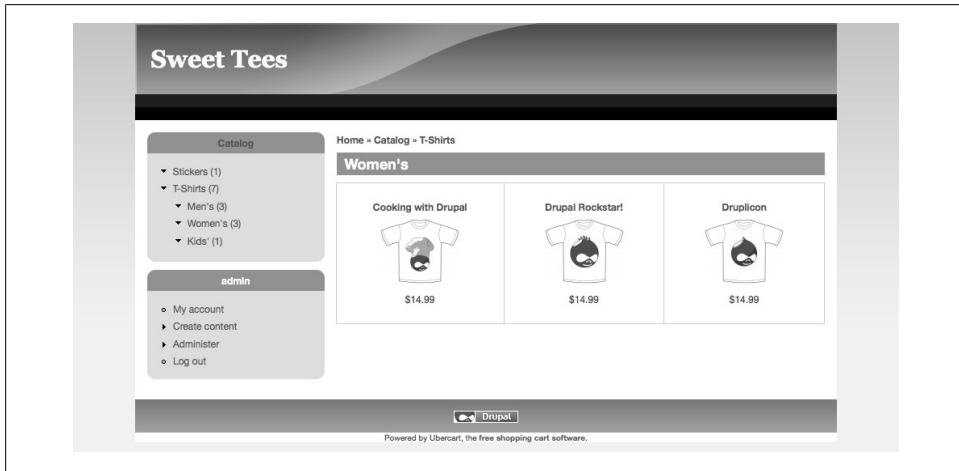 Sweet Tees
Catalog
Stickers (1)
T-Shirts (7)
Men's (3)
Women's (3)
Kids' (1)
admin
My account
Create content
Administer
Log out
Home » Catalog » T-Shirts
Women's
Cooking with Drupal
$14.99
Drupal Rockstar!
$14.99
Druplicon
$14.99
Drupal
Powered by Ubercart, the free shopping cart software.